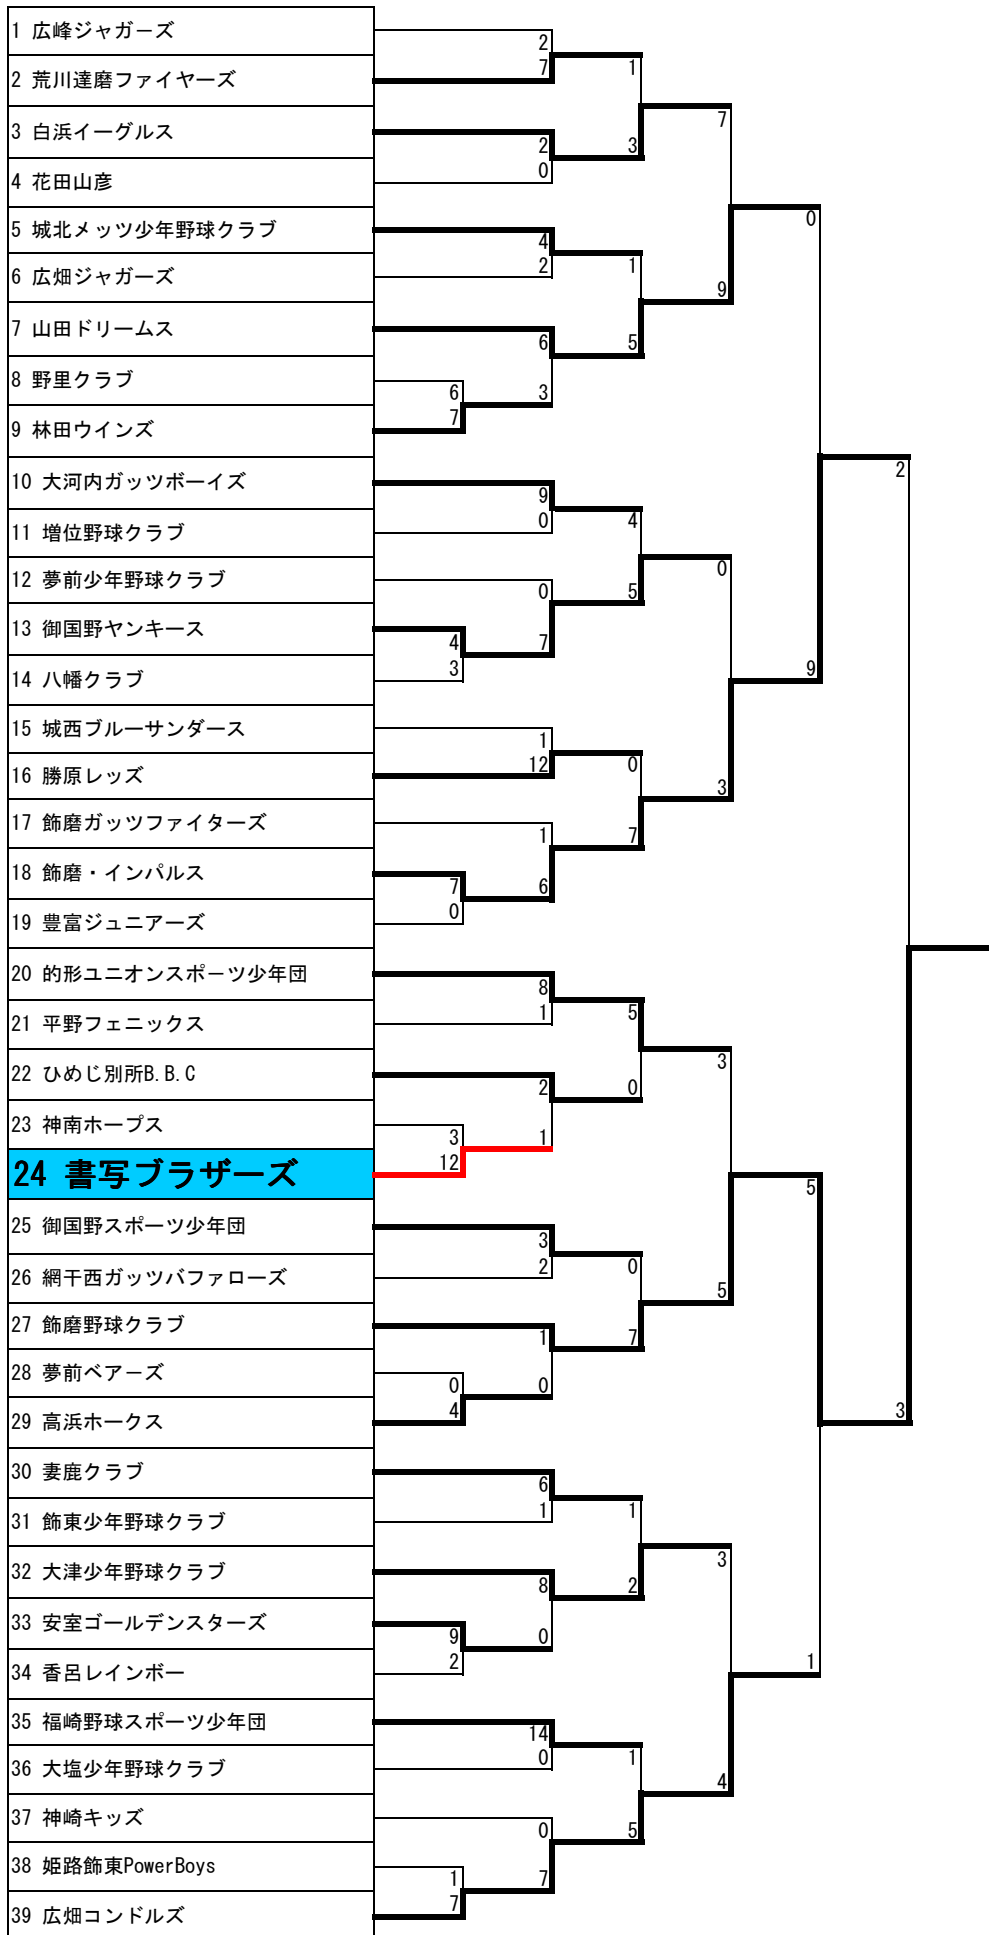 1 広峰ジャガーズ
2
7
2 荒川達磨ファイヤーズ
1
7
3 白浜イーグルス
2
3
0
4 花田山彦
0
5 城北メッツ少年野球クラブ
4
2
1
6 広畑ジャガーズ
9
7 山田ドリームス
6
5
8 野里クラブ
6
3
7
9 林田ウインズ
2
10 大河内ガッツボーイズ
9
0
4
11 増位野球クラブ
0
12 夢前少年野球クラブ
0
5
13 御国野ヤンキース
4
7
3
9
14 八幡クラブ
15 城西ブルーサンダース
1
12
0
16 勝原レッズ
3
17 飾磨ガッツファイターズ
1
7
18 飾磨・インパルス
7
6
0
19 豊富ジュニアーズ
20 的形ユニオンスポーツ少年団
8
1
5
21 平野フェニックス
3
22 ひめじ別所B.B.C
2
0
23 神南ホープス
3
1
12
24 書写ブラザーズ
5
25 御国野スポーツ少年団
3
2
0
26 網干西ガッツバファローズ
5
27 飾磨野球クラブ
1
7
28 夢前ベアーズ
0
0
4
29 高浜ホークス
3
30 妻鹿クラブ
6
1
1
31 飾東少年野球クラブ
3
32 大津少年野球クラブ
8
2
33 安室ゴールデンスターズ
9
0
2
1
34 香呂レインボー
35 福崎野球スポーツ少年団
14
0
1
36 大塩少年野球クラブ
4
37 神崎キッズ
0
5
38 姫路飾東PowerBoys
1
7
7
39 広畑コンドルズ